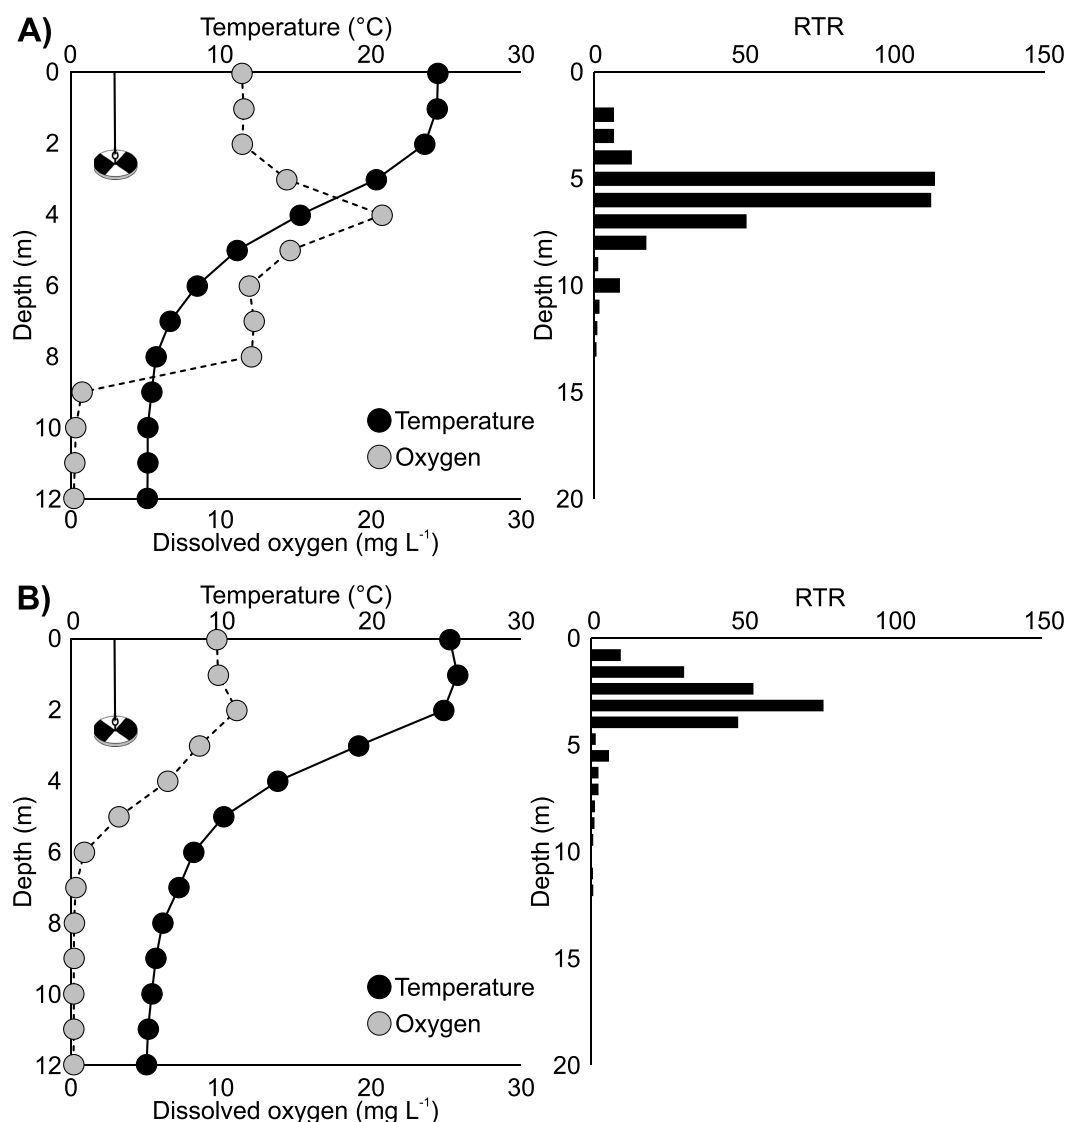 A)
Temperature (°C)
0 10 20 30
RTR
0 50 100 150
Depth (m)
0
2
4
6
8
10
12
Temperature
Oxygen
0 10 20 30
Dissolved oxygen (mg L⁻¹)
Depth (m)
0
5
10
15
20
B)
Temperature (°C)
0 10 20 30
RTR
0 50 100 150
Depth (m)
0
2
4
6
8
10
12
Temperature
Oxygen
0 10 20 30
Dissolved oxygen (mg L⁻¹)
Depth (m)
0
5
10
15
20